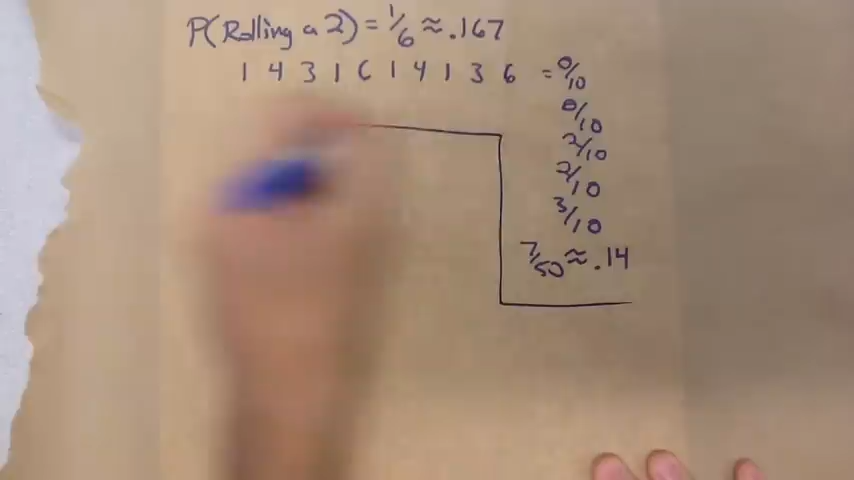 P(Rolling a 2) = 1/6 ≈ .167
1 4 3 1 6 1 4 1 3 6 = 0/10
0/10
2/10
2/10
3/10
7/50 ≈ .14